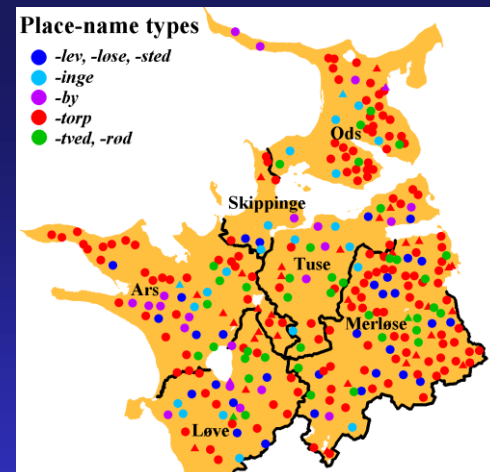 Place-name types
-lev, -løse, -sted
-inge
-by
-torp
-tved, -rød
Ods
Skippinge
Tuse
Ars
Merløse
Løve